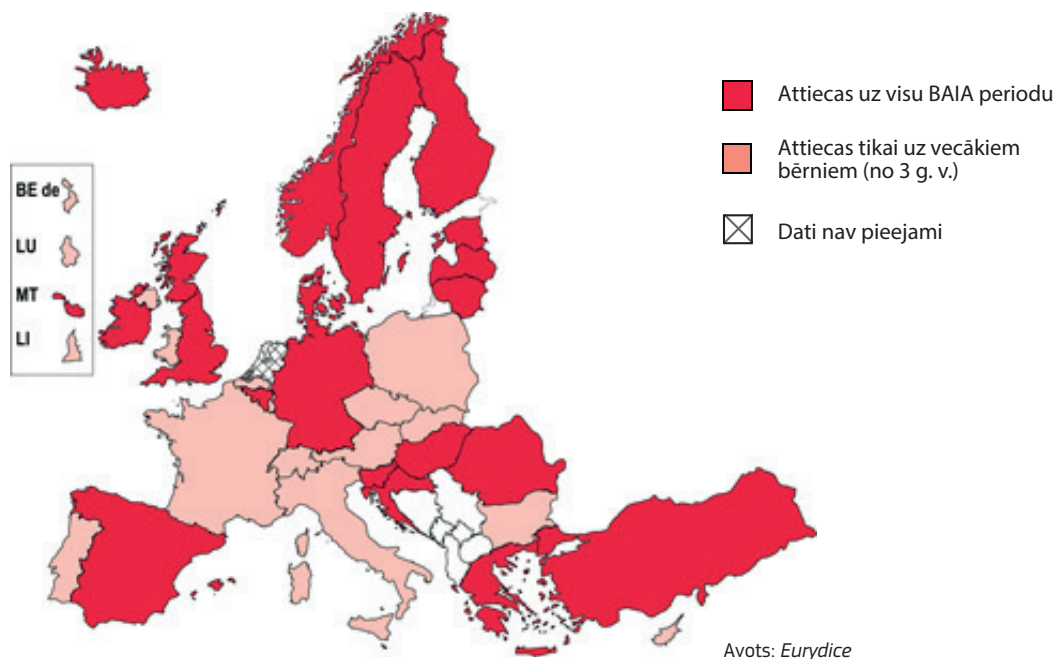 BE de
LU
MT
LI
Attiecas uz visu BAIA periodu
Attiecas tikai uz vecākiem
bērniem (no 3 g. v.)
Dati nav pieejami
Avots: Eurydice